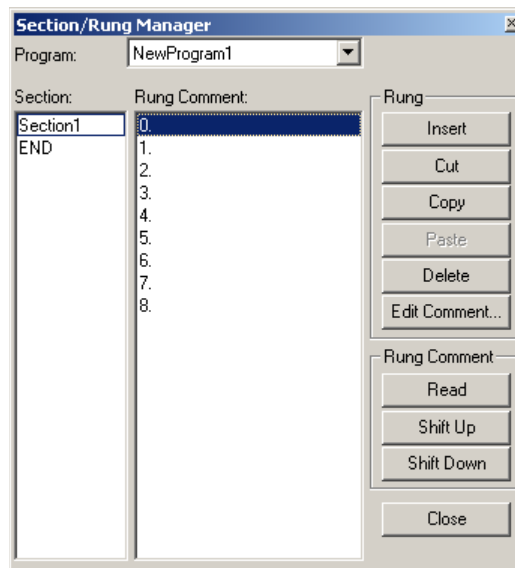 Section/Rung Manager
Program: NewProgram1
Section: Rung Comment:
Section1
END
0.
1.
2.
3.
4.
5.
6.
7.
8.
Rung
Insert
Cut
Copy
Paste
Delete
Edit Comment...
Rung Comment
Read
Shift Up
Shift Down
Close